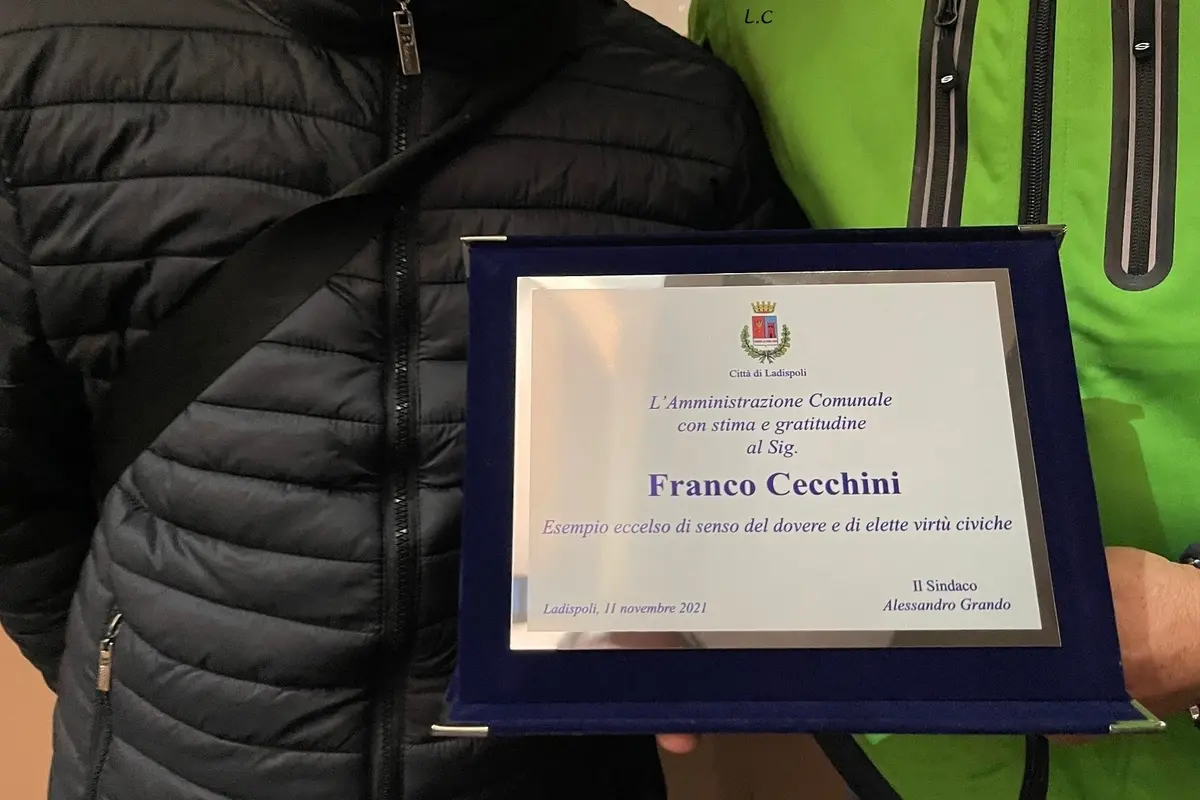 L.C
Città di Ladispoli
L'Amministrazione Comunale
con stima e gratitudine
al Sig.
Franco Cecchini
Esempio eccelso di senso del dovere e di elette virtù civiche
Il Sindaco
Ladispoli, 11 novembre 2021
Alessandro Grando